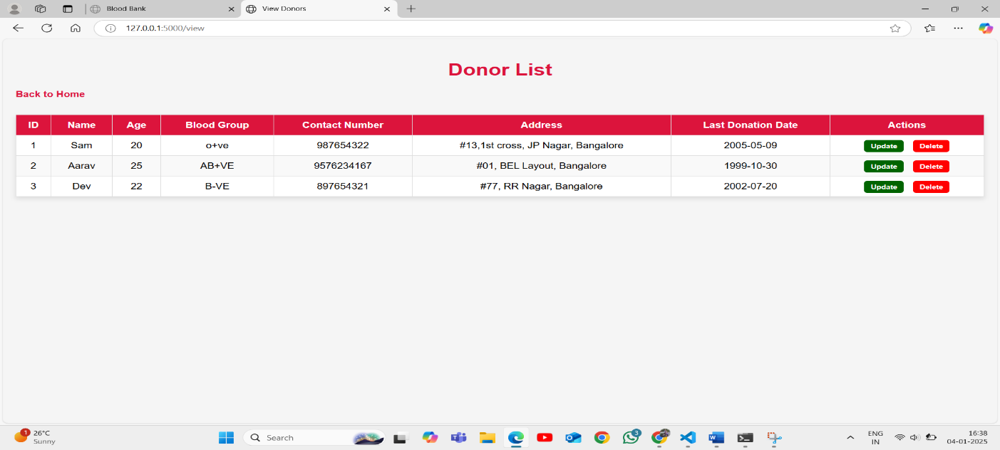 Blood Bank
View Donors
127.0.0.1:5000/view
Donor List
Back to Home
ID Name Age Blood Group Contact Number Address Last Donation Date Actions
1 Sam 20 o+ve 987654322 #13,1st cross, JP Nagar, Bangalore 2005-05-09 Update Delete
2 Aarav 25 AB+VE 9576234167 #01, BEL Layout, Bangalore 1999-10-30 Update Delete
3 Dev 22 B-VE 897654321 #77, RR Nagar, Bangalore 2002-07-20 Update Delete
1
26°C
Sunny
Search
3
ENG
IN
16:38
04-01-2025